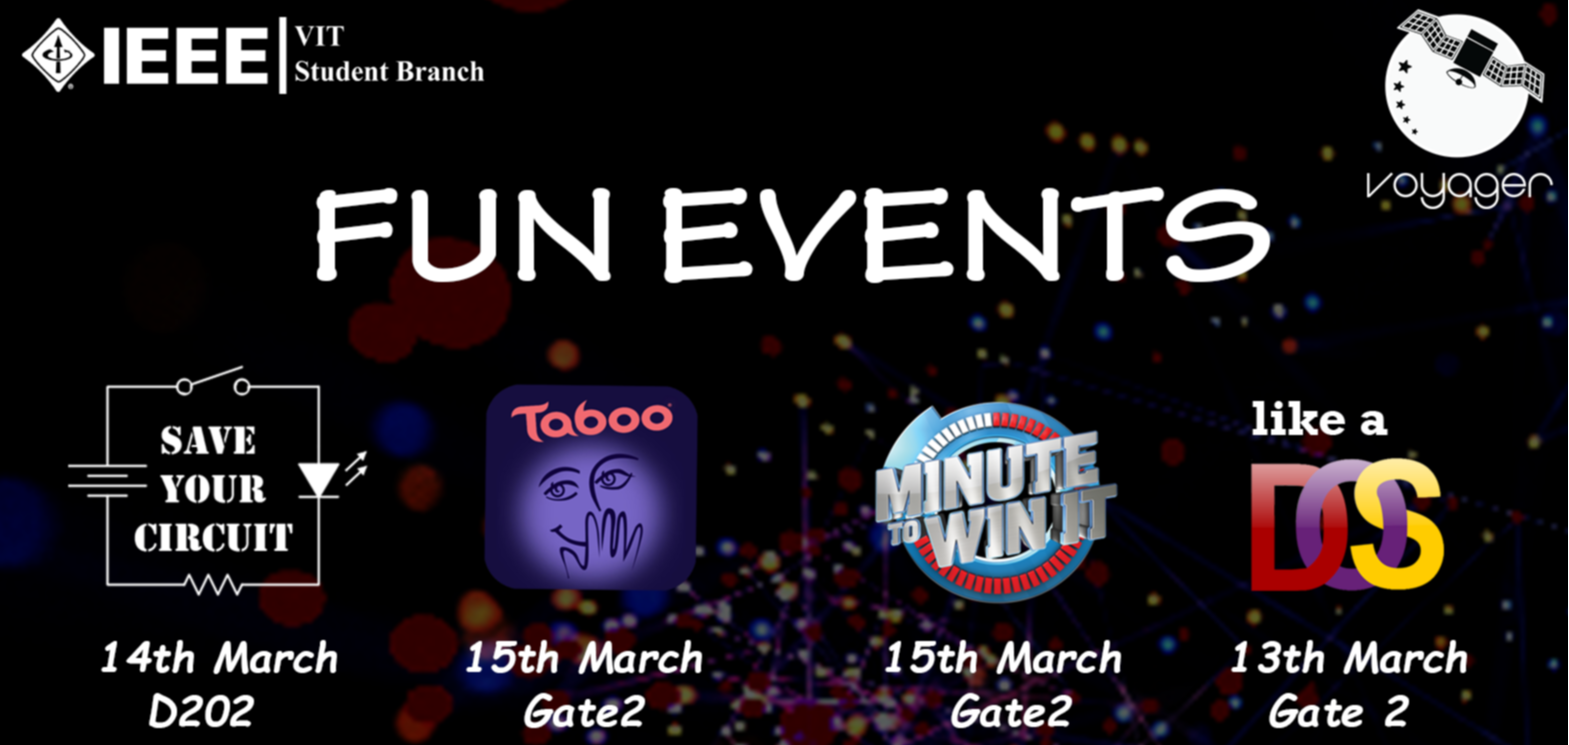 IEEE
VIT
Student Branch
voyager
FUN EVENTS
SAVE
YOUR
CIRCUIT
14th March
D202
Taboo
15th March
Gate2
MINUTE
TO WIN IT
15th March
Gate2
like a
DOS
13th March
Gate 2